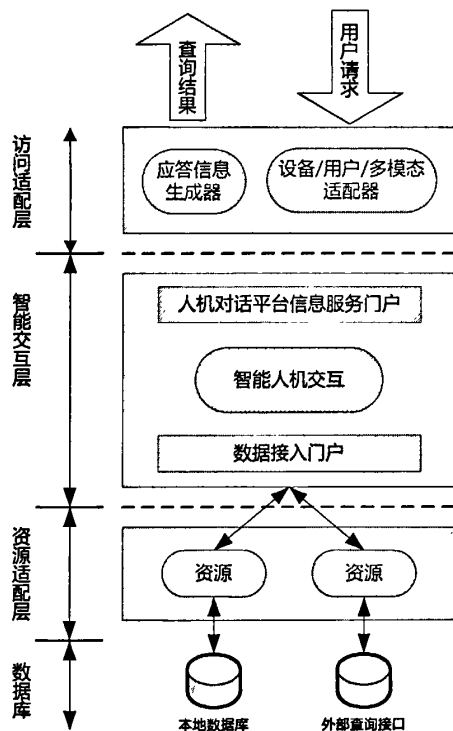 查询结果
用户请求
访问适配层
应答信息
生成器
设备/用户/多模态
适配器
智能交互层
人机对话平台信息服务门户
智能人机交互
数据接入门户
资源适配层
资源
资源
数据库
本地数据库
外部查询接口